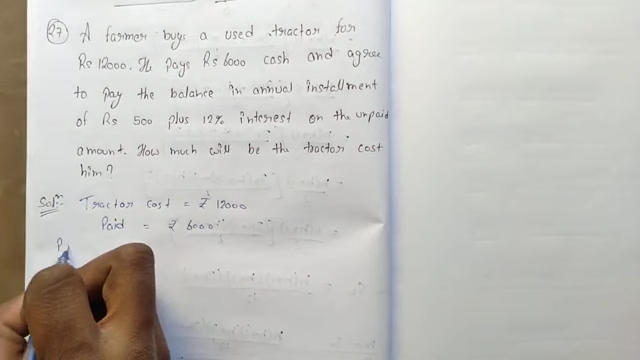 27 A farmer buys a used tractor for
Rs 12000. He pays Rs 6000 cash and agree
to pay the balance in annual installment
of Rs 500 plus 12% interest on the unpaid
amount. How much will be the tractor cost
him?
Solⁿ:- Tractor cost = ₹ 12000
Paid = ₹ 6000
P